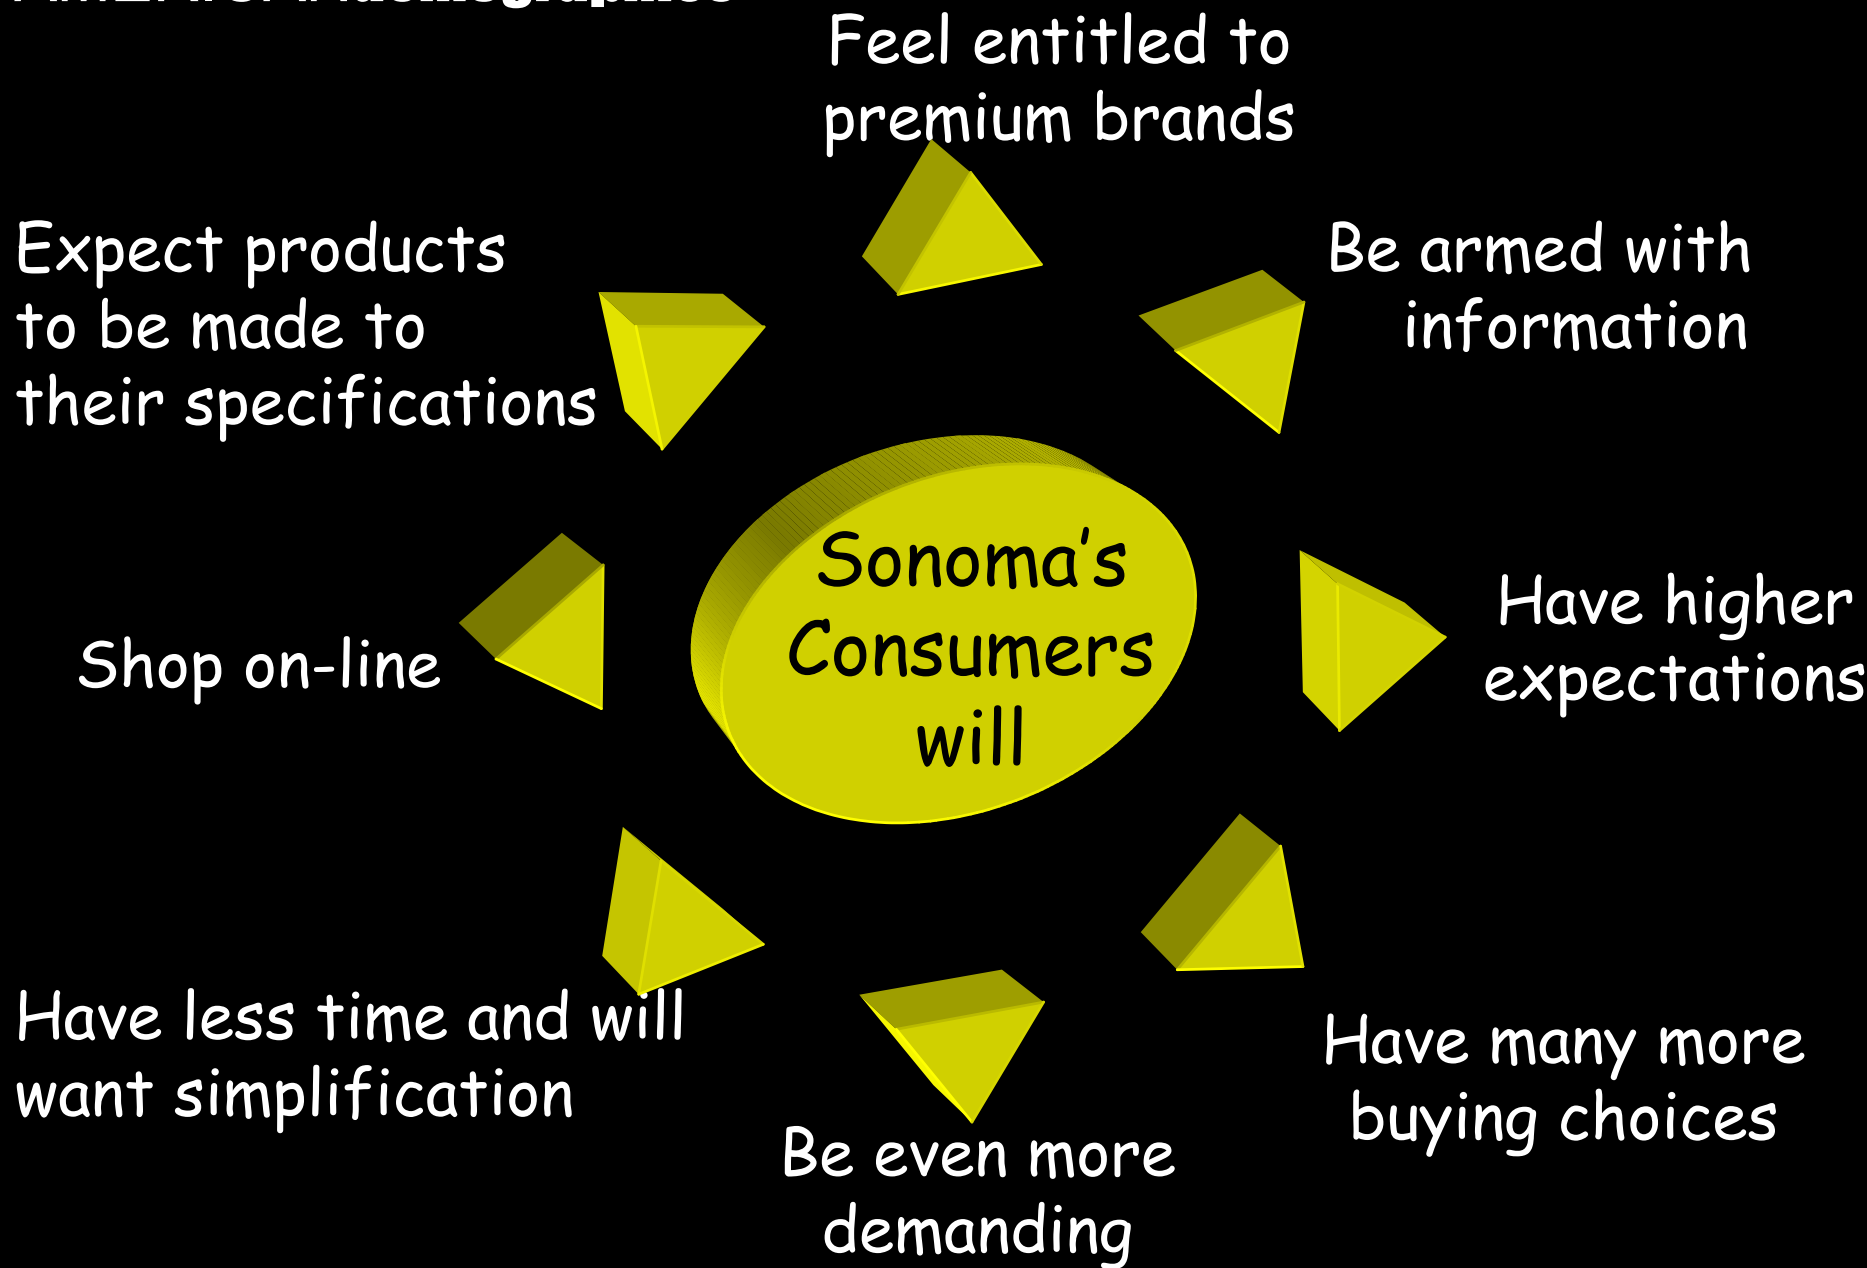 Feel entitled to
premium brands
Be armed with
information
Have higher
expectations
Have many more
buying choices
Be even more
demanding
Have less time and will
want simplification
Shop on-line
Expect products
to be made to
their specifications
Sonoma's
Consumers
will